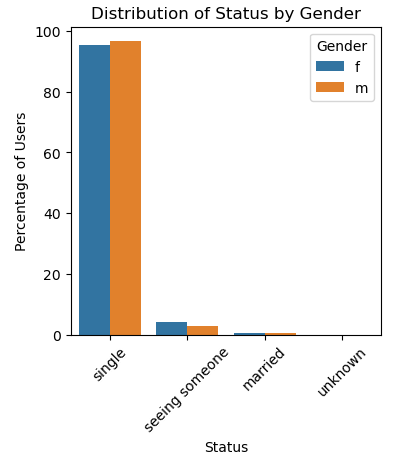 Distribution of Status by Gender
Percentage of Users
100
80
60
40
20
0
Gender
f
m
single
seeing someone
married
unknown
Status